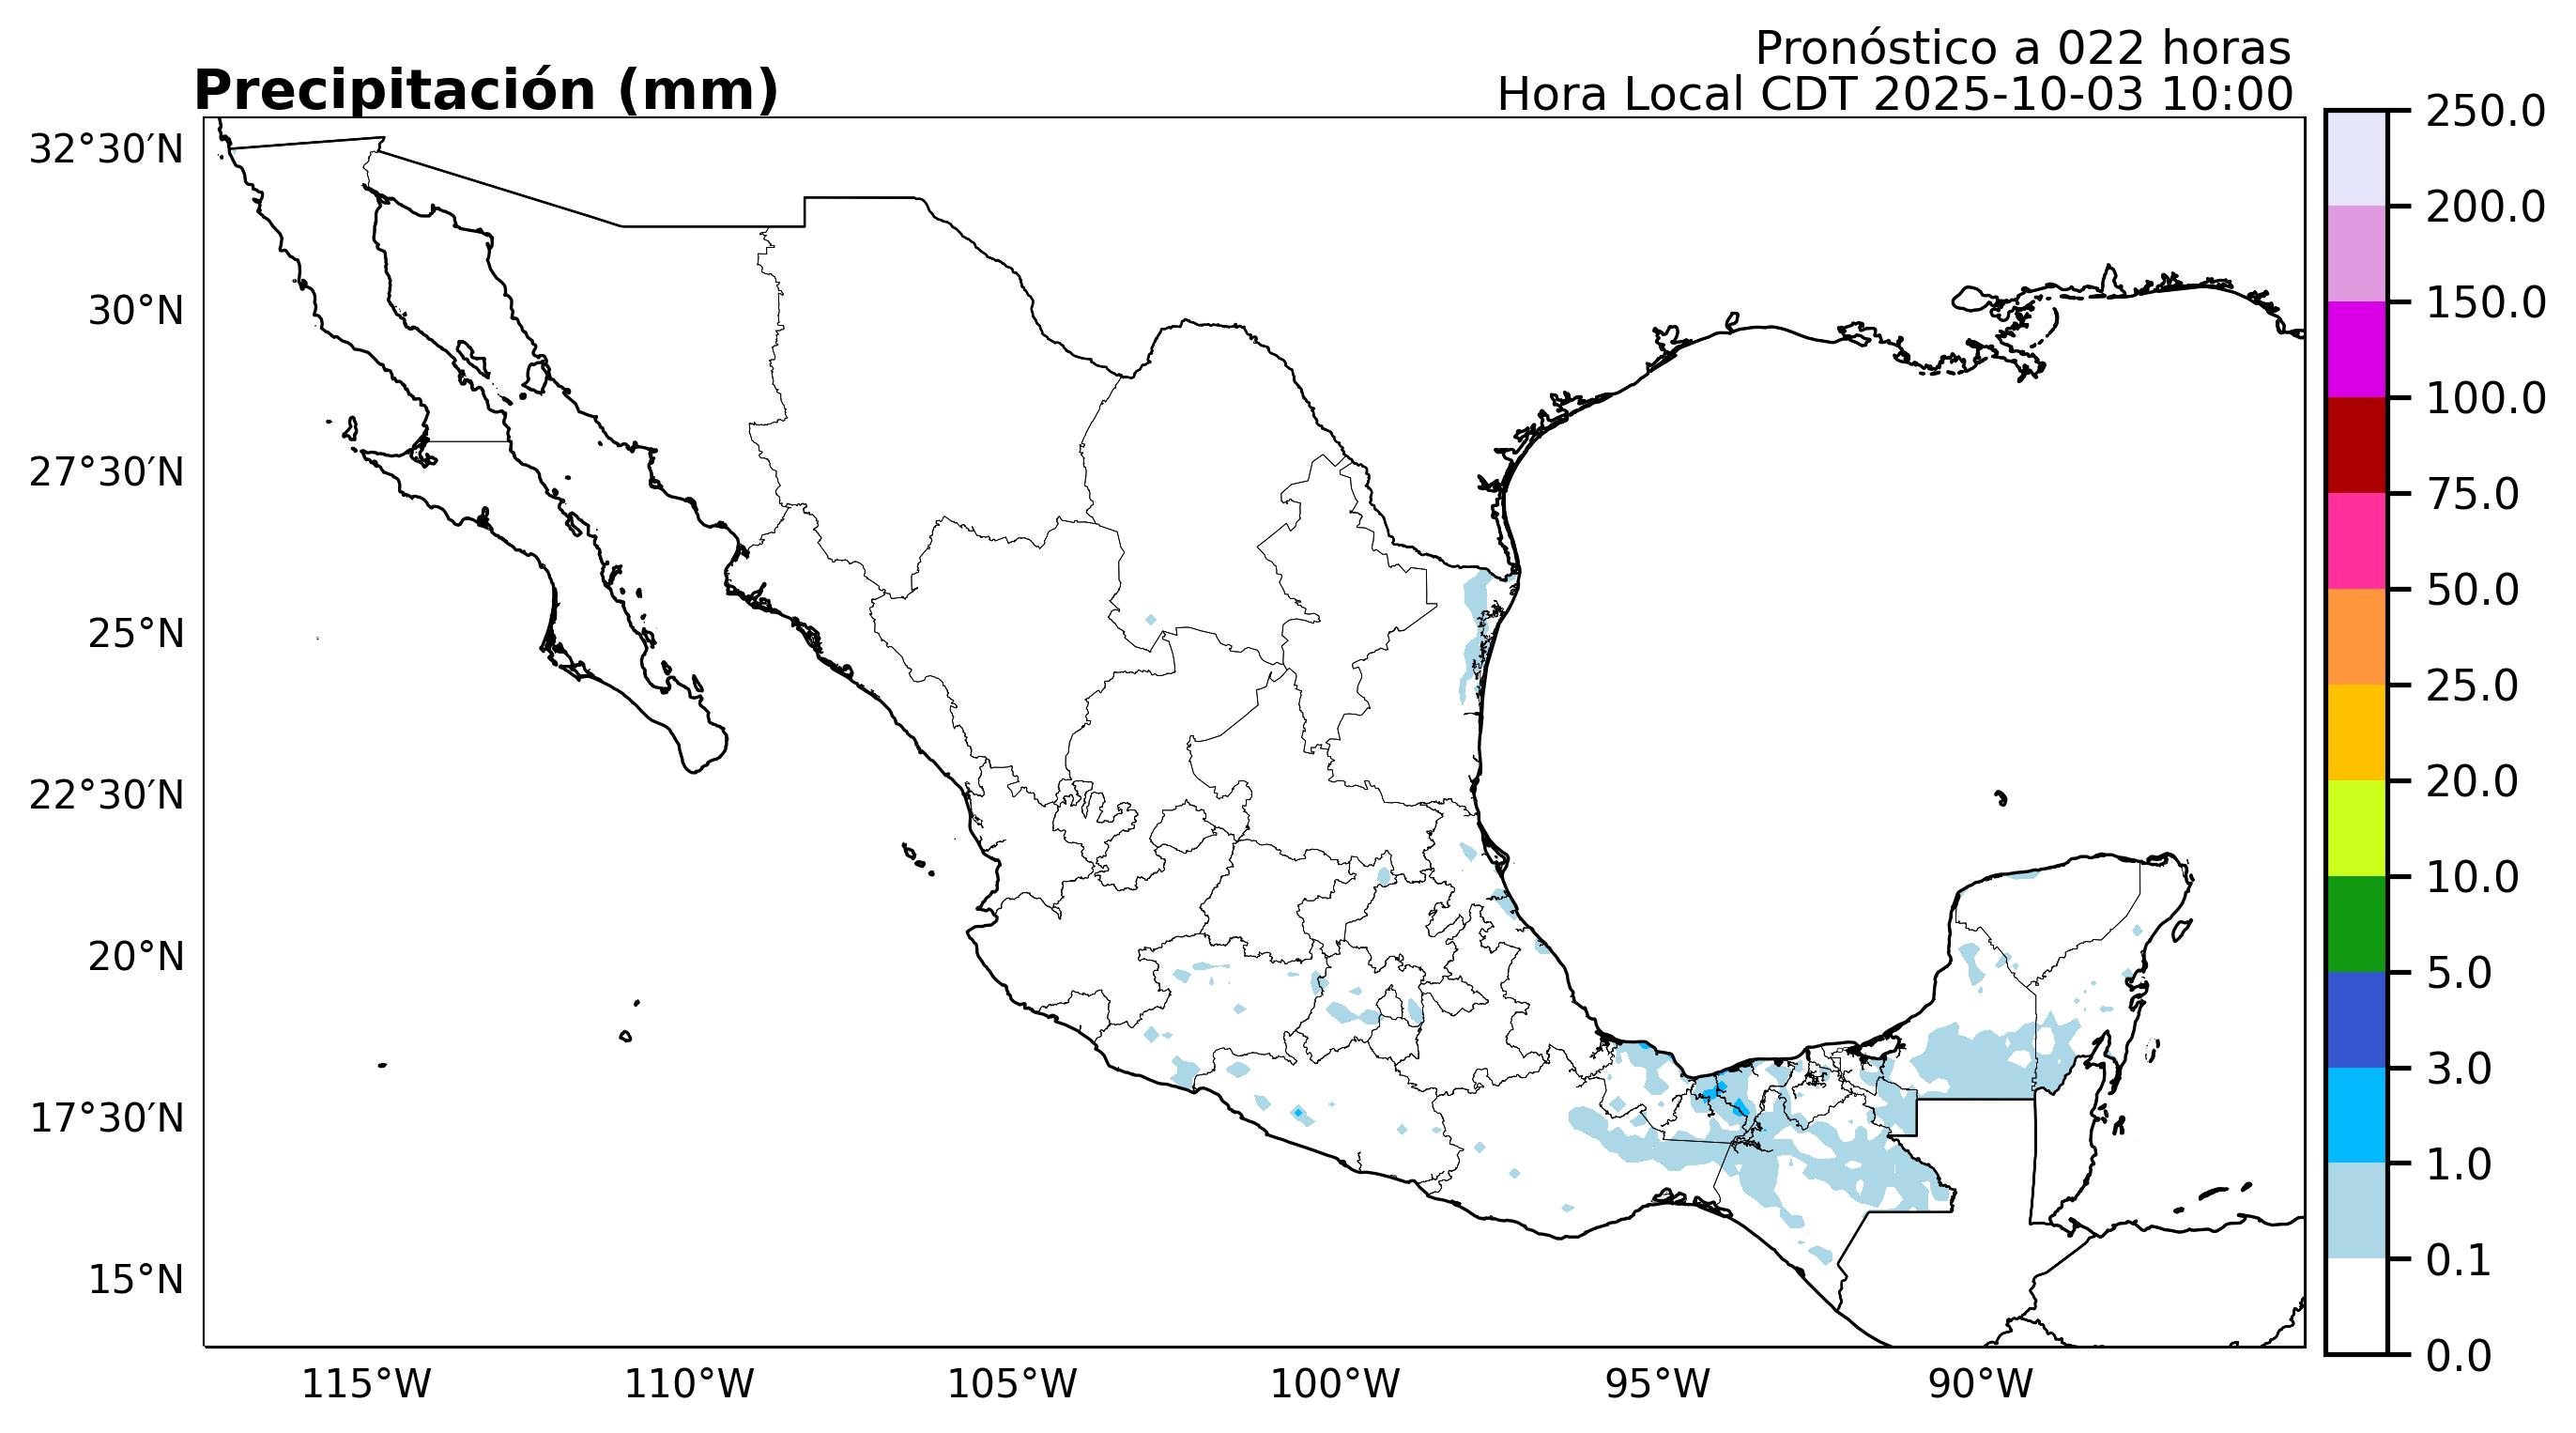 Pronóstico a 022 horas
Precipitación (mm)
Hora Local CDT 2025-10-03 10:00
32°30′N
30°N
27°30′N
25°N
22°30′N
20°N
17°30′N
15°N
115°W
110°W
105°W
100°W
95°W
90°W
250.0
200.0
150.0
100.0
75.0
50.0
25.0
20.0
10.0
5.0
3.0
1.0
0.1
0.0